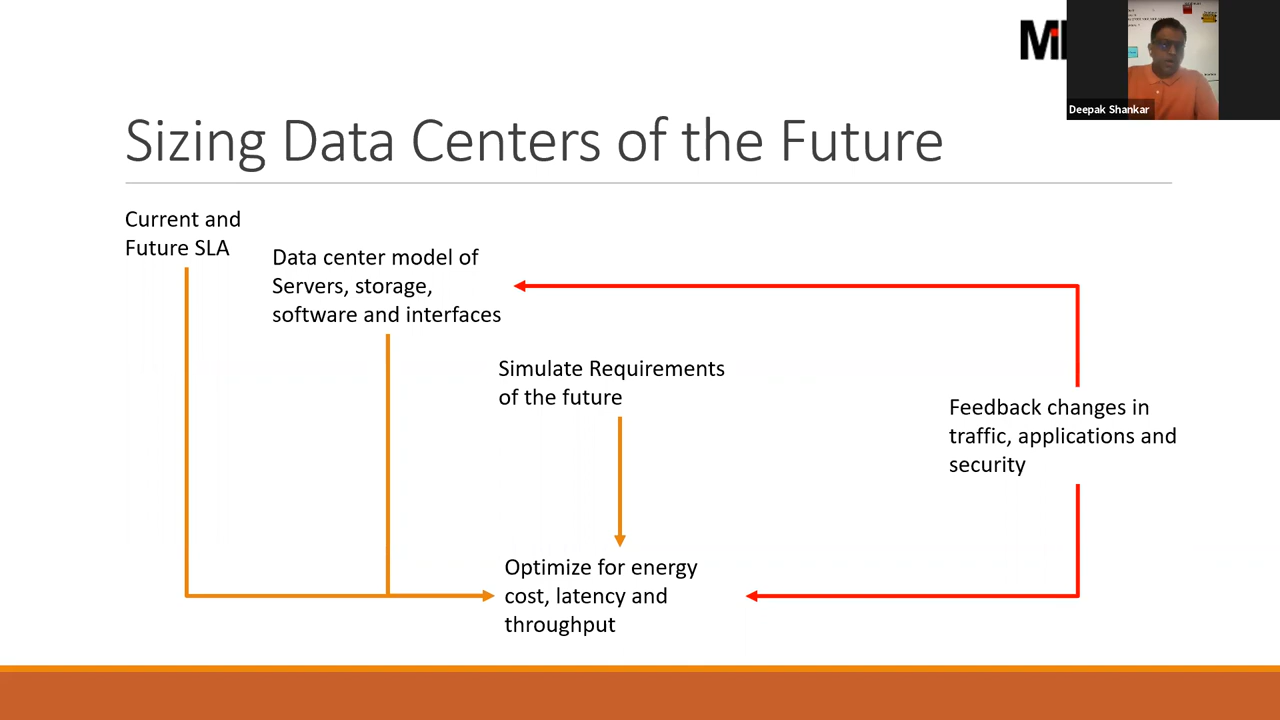 Deepak Shankar
Sizing Data Centers of the Future
Current and
Future SLA
Data center model of
Servers, storage,
software and interfaces
Simulate Requirements
of the future
Feedback changes in
traffic, applications and
security
Optimize for energy
cost, latency and
throughput